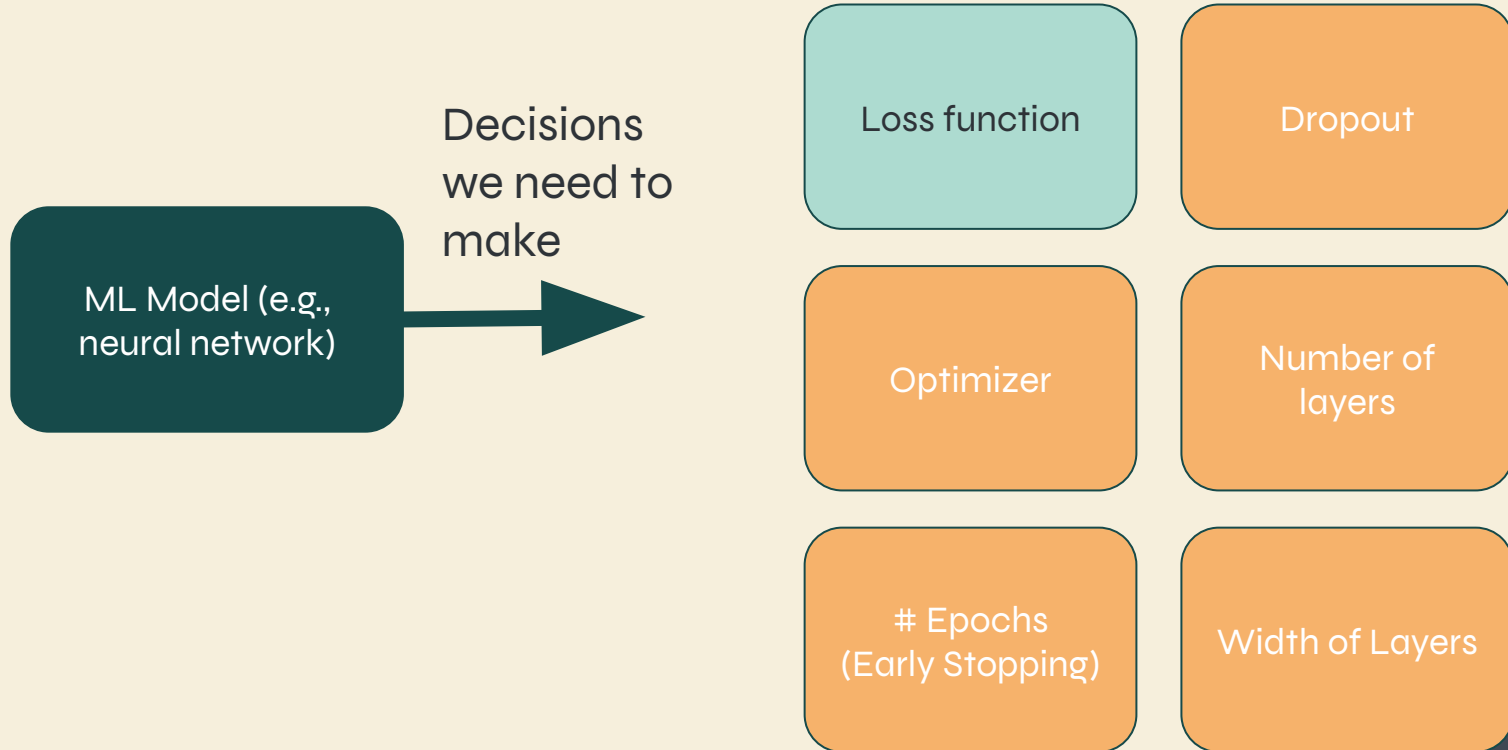 Decisions
we need to
make
ML Model (e.g.,
neural network)
Loss function
Dropout
Optimizer
Number of
layers
# Epochs
(Early Stopping)
Width of Layers